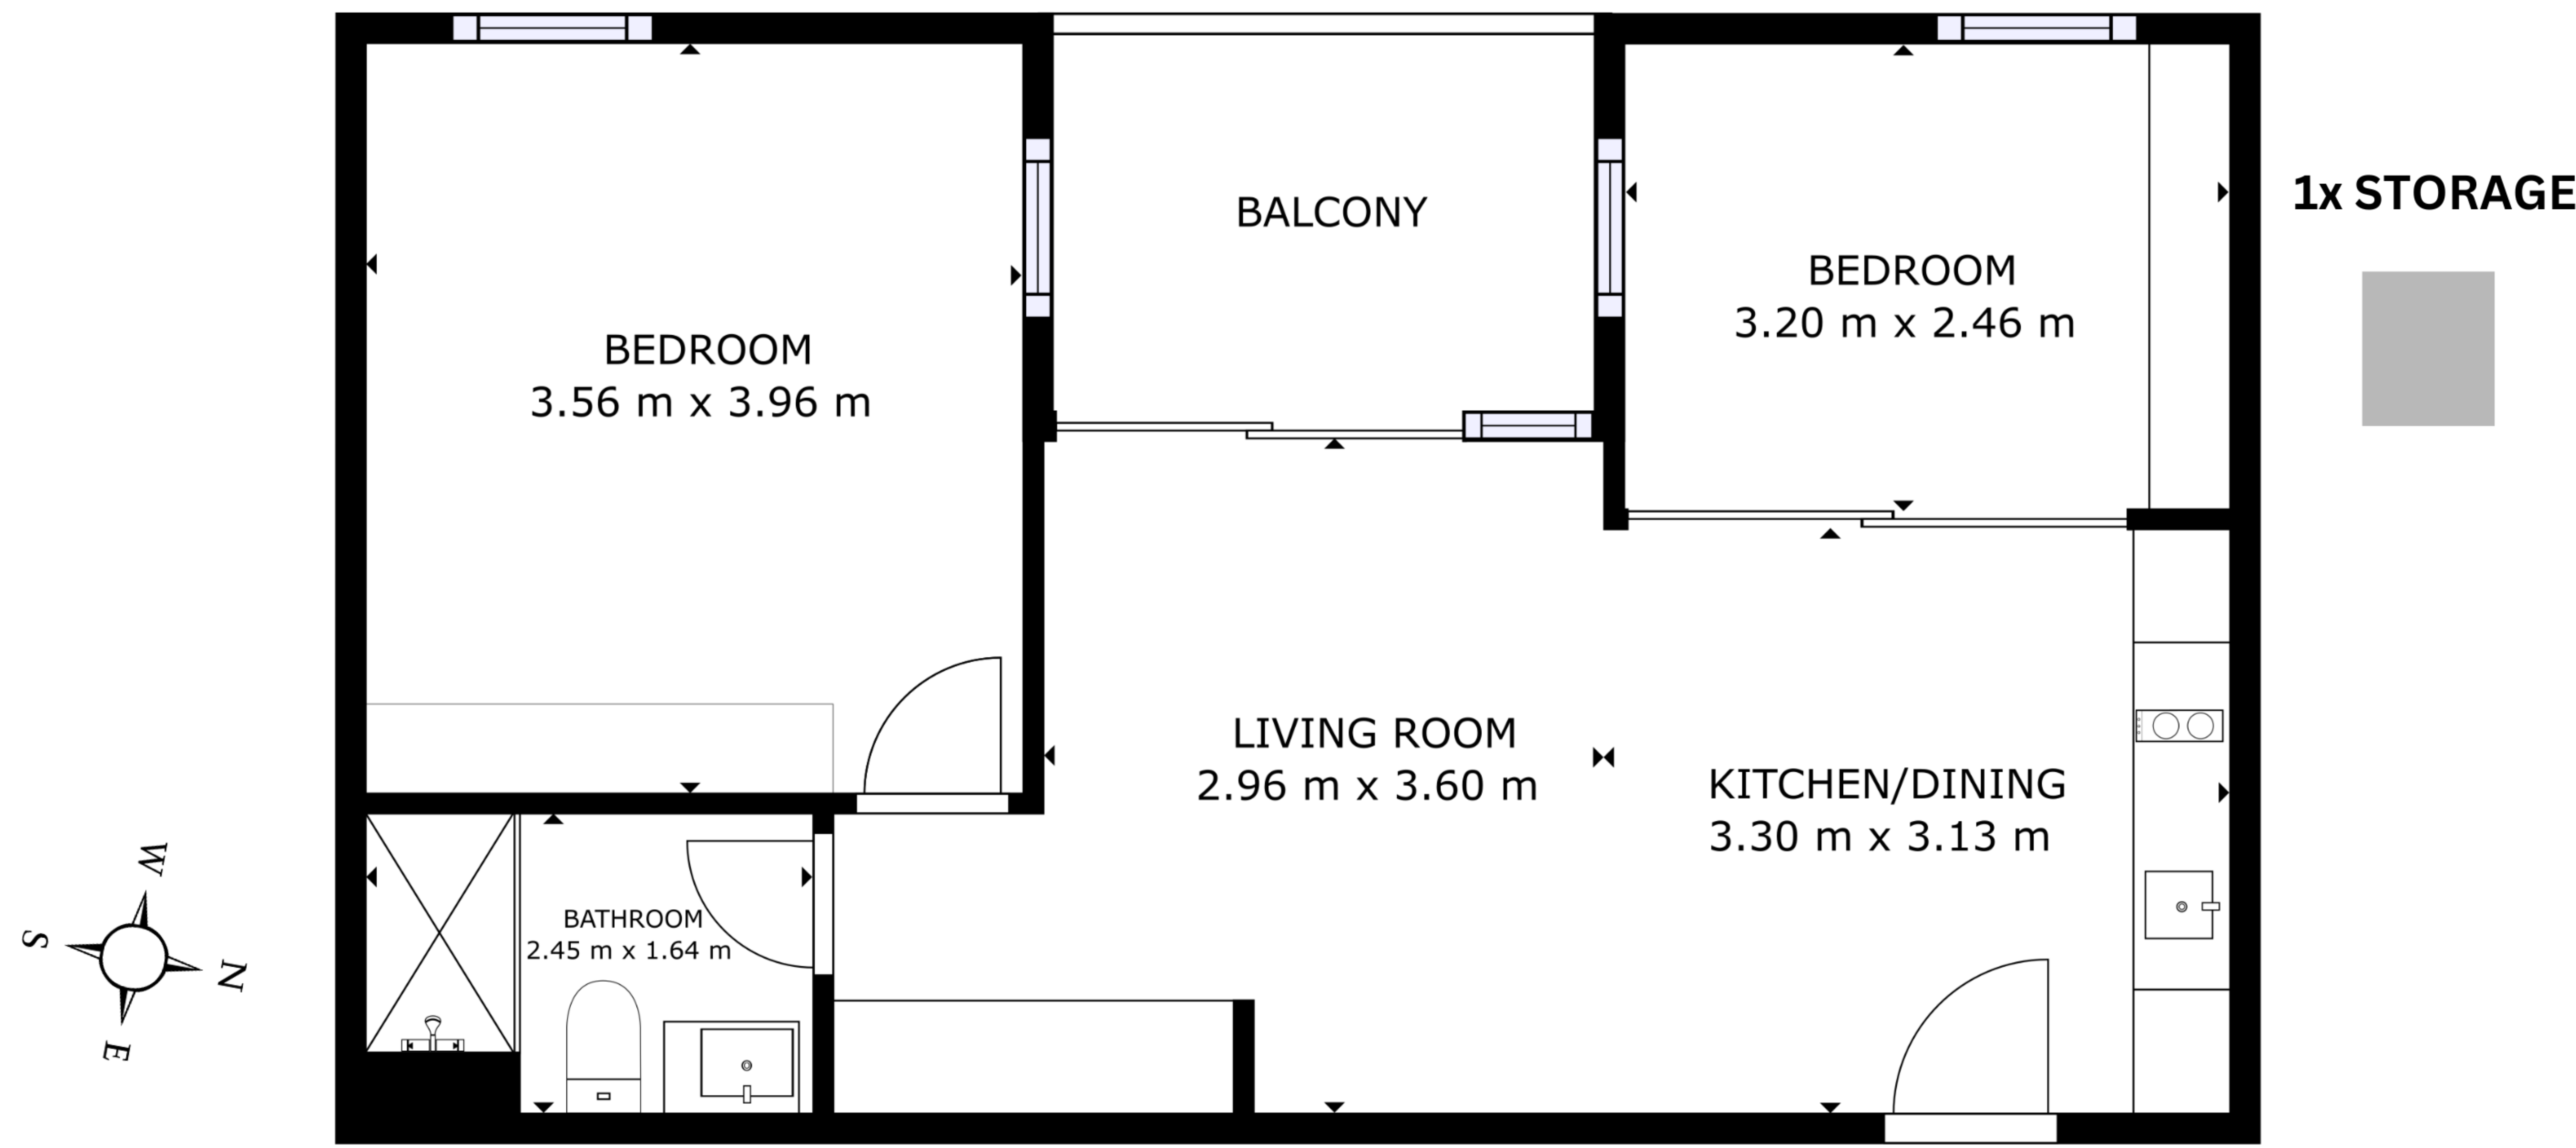 1x STORAGE
BALCONY
BEDROOM
3.20 m x 2.46 m
BEDROOM
3.56 m x 3.96 m
LIVING ROOM
2.96 m x 3.60 m
KITCHEN/DINING
3.30 m x 3.13 m
BATHROOM
2.45 m x 1.64 m
W
S
N
E